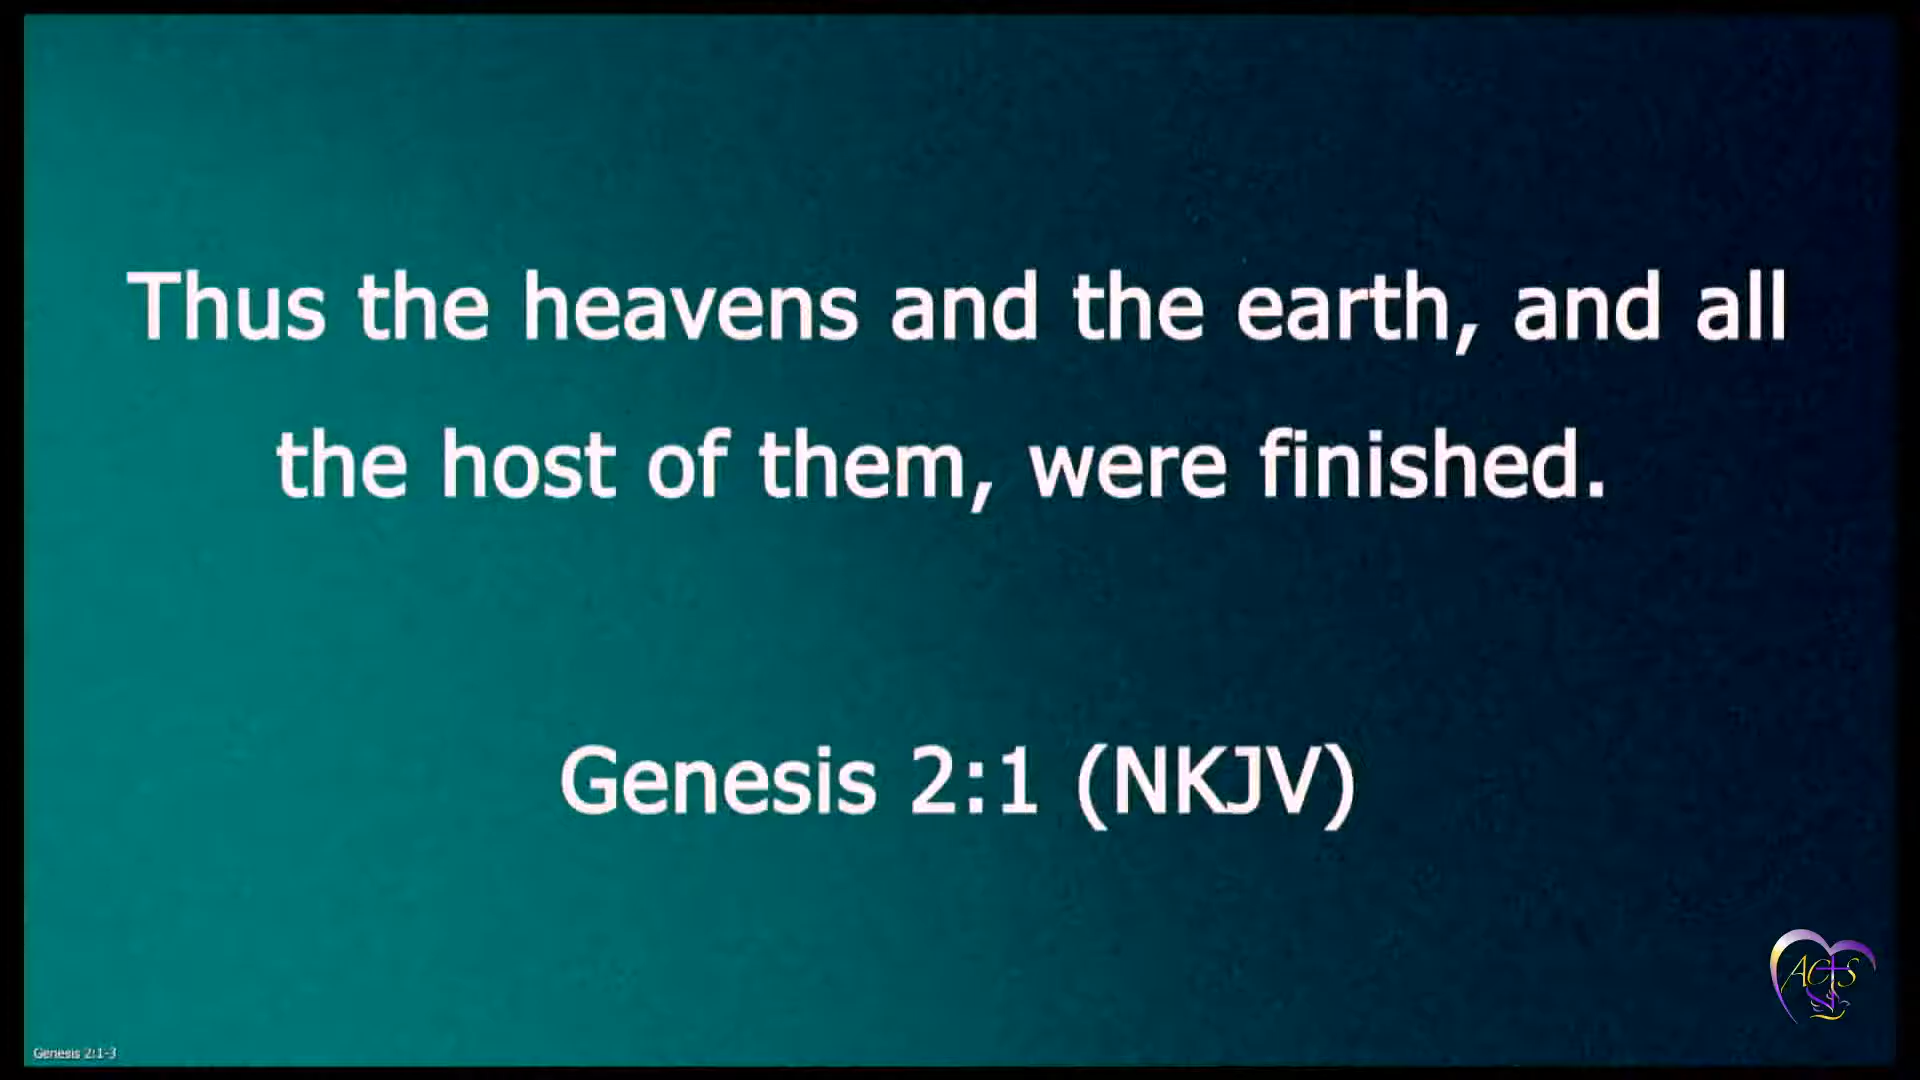 Thus the heavens and the earth, and all
the host of them, were finished.
Genesis 2:1 (NKJV)
ACTS
Genesis 2:1-3